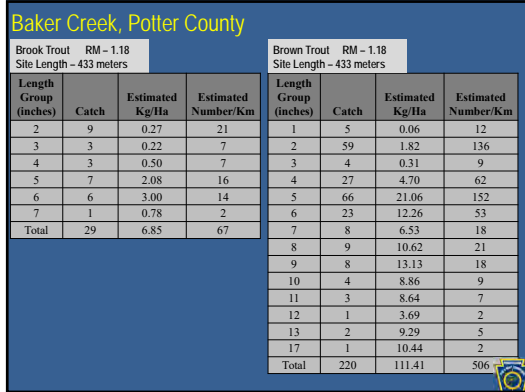 Baker Creek, Potter County
Brook Trout RM – 1.18
Site Length – 433 meters
Length Group (inches) Catch Estimated Kg/Ha Estimated Number/Km
2 9 0.27 21
3 3 0.22 7
4 3 0.50 7
5 7 2.08 16
6 6 3.00 14
7 1 0.78 2
Total 29 6.85 67
Brown Trout RM – 1.18
Site Length – 433 meters
Length Group (inches) Catch Estimated Kg/Ha Estimated Number/Km
1 5 0.06 12
2 59 1.82 136
3 4 0.31 9
4 27 4.70 62
5 66 21.06 152
6 23 12.26 53
7 8 6.53 18
8 9 10.62 21
9 8 13.13 18
10 4 8.86 9
11 3 8.64 7
12 1 3.69 2
13 2 9.29 5
17 1 10.44 2
Total 220 111.41 506